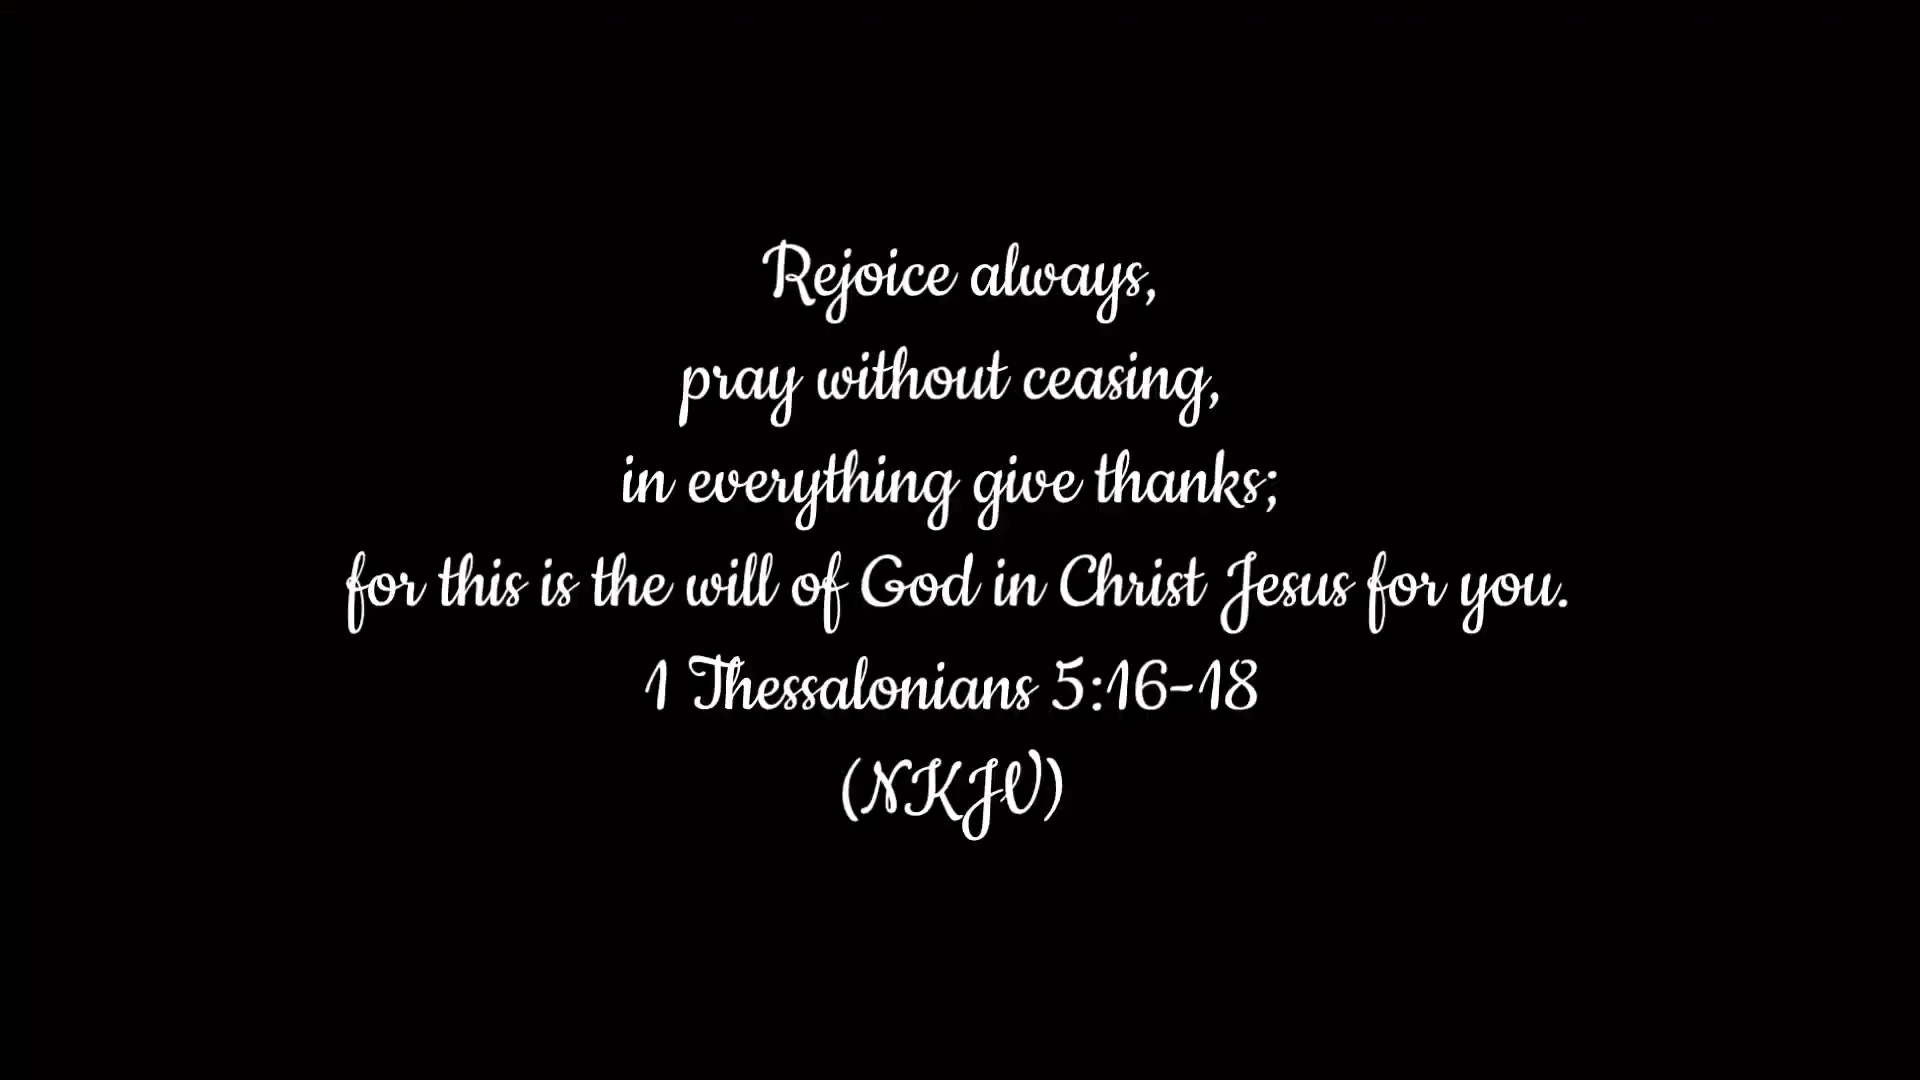 Rejoice always,
pray without ceasing,
in everything give thanks;
for this is the will of God in Christ Jesus for you.
1 Thessalonians 5:16-18
(NKJV)